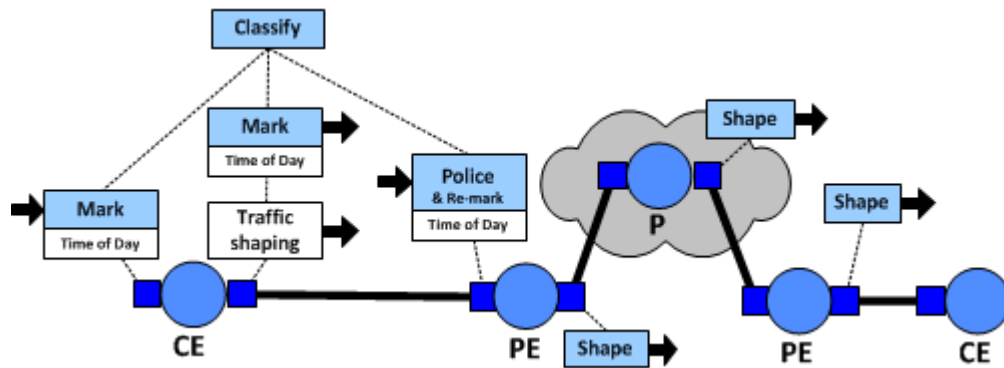 Classify
Mark
Time of Day
Shape
Police
& Re-mark
Time of Day
Mark
Time of Day
Traffic
shaping
P
Shape
CE
PE
Shape
PE
CE